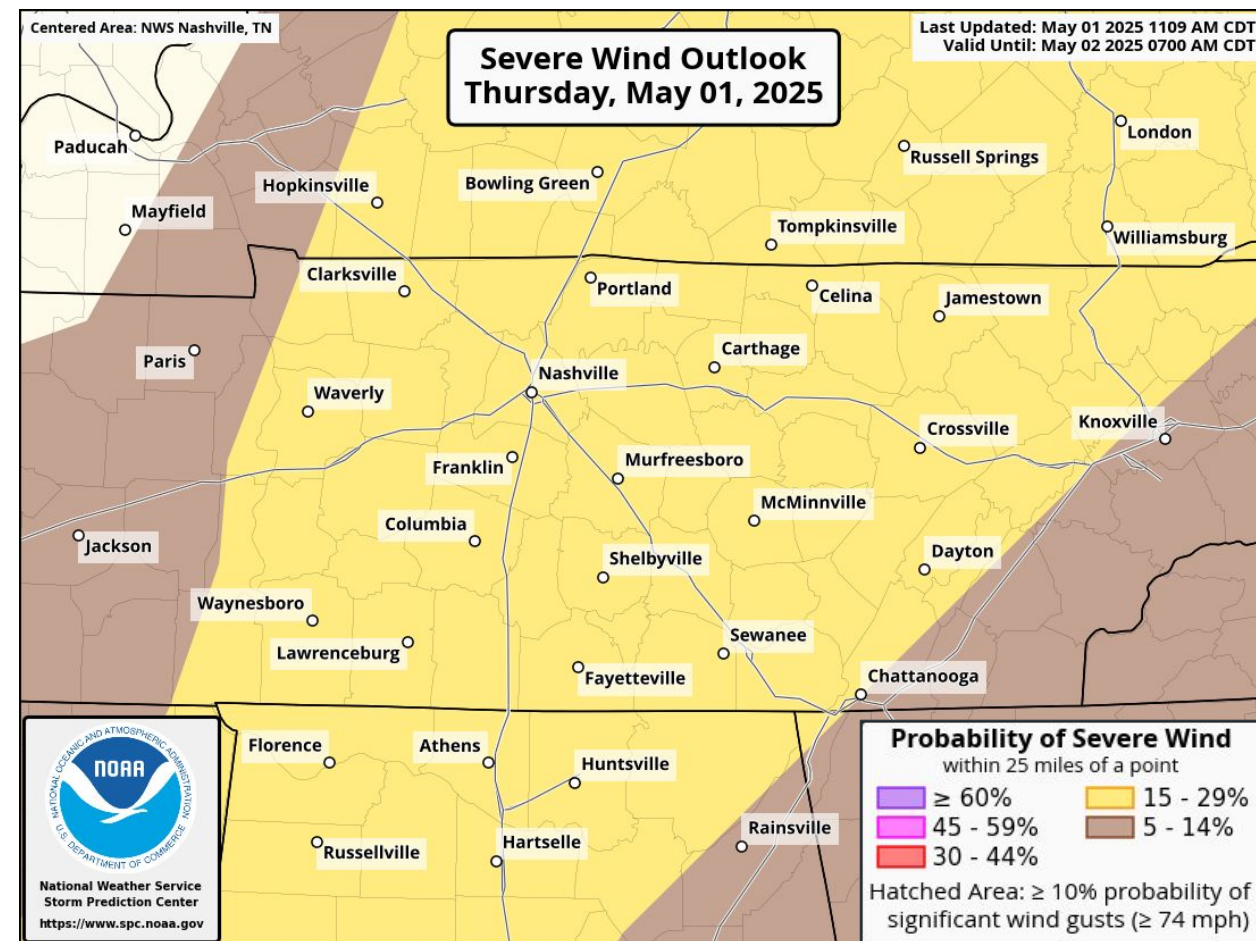 Centered Area: NWS Nashville, TN
Last Updated: May 01 2025 1109 AM CDT
Valid Until: May 02 2025 0700 AM CDT
Severe Wind Outlook
Thursday, May 01, 2025
London
Paducah
Russell Springs
Hopkinsville
Bowling Green
Mayfield
Tompkinsville
Williamsburg
Clarksville
Portland
Celina
Jamestown
Paris
Carthage
Nashville
Waverly
Knoxville
Crossville
Franklin
Murfreesboro
McMinnville
Columbia
Jackson
Shelbyville
Dayton
Waynesboro
Sewanee
Lawrenceburg
Fayetteville
Chattanooga
Florence
Athens
Huntsville
Rainsville
Hartselle
Russellville
NATIONAL OCEANIC AND ATMOSPHERIC ADMINISTRATION
NOAA
U.S. DEPARTMENT OF COMMERCE
National Weather Service
Storm Prediction Center
https://www.spc.noaa.gov
Probability of Severe Wind
within 25 miles of a point
≥ 60%
15 - 29%
45 - 59%
5 - 14%
30 - 44%
Hatched Area: ≥ 10% probability of
significant wind gusts (≥ 74 mph)